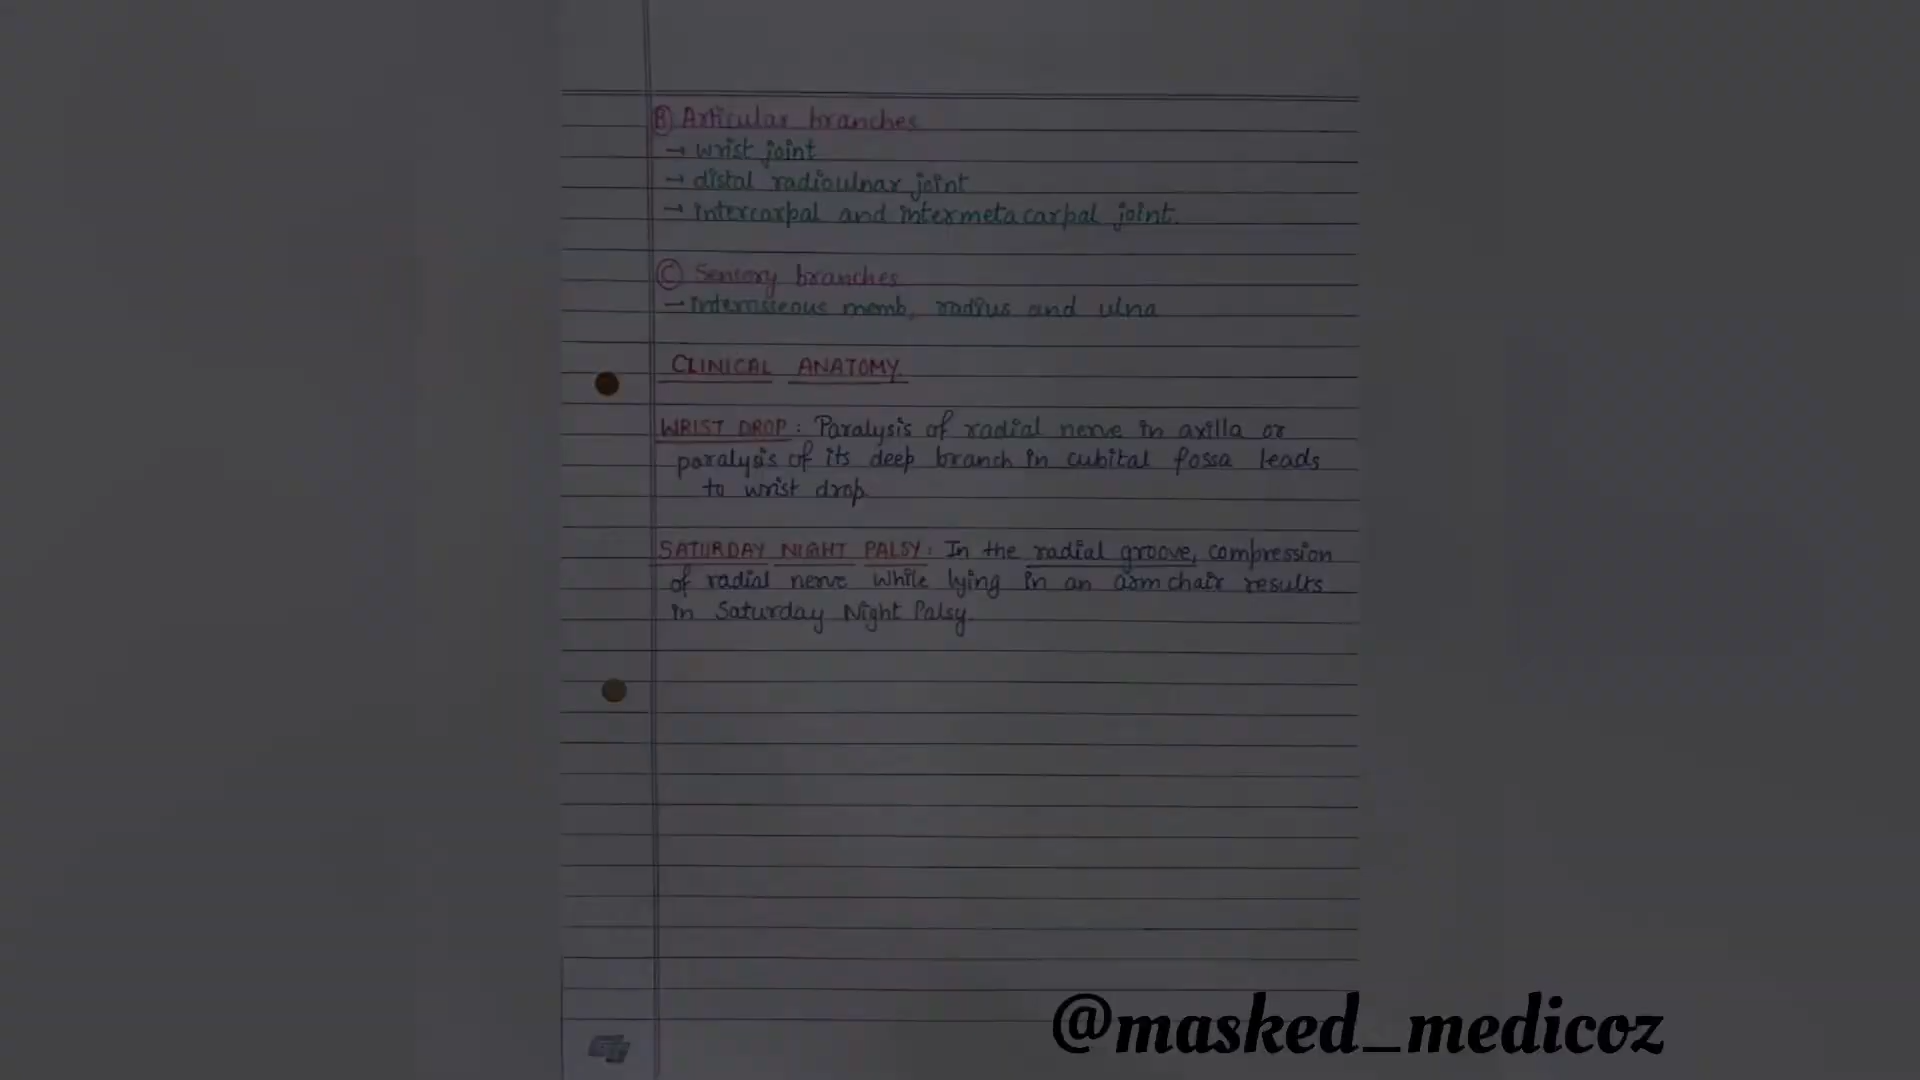 Ⓑ Articular branches
→ wrist joint
→ distal radioulnar joint
→ intercarpal and intermetacarpal joint.
Ⓒ Sensory branches
→ interosseous memb, radius and ulna
CLINICAL ANATOMY.
WRIST DROP: Paralysis of radial nerve in axilla or
paralysis of its deep branch in cubital fossa leads
to wrist drop.
SATURDAY NIGHT PALSY: In the radial groove, compression
of radial nerve while lying in an arm chair results
in Saturday Night Palsy.
@masked_medicoz